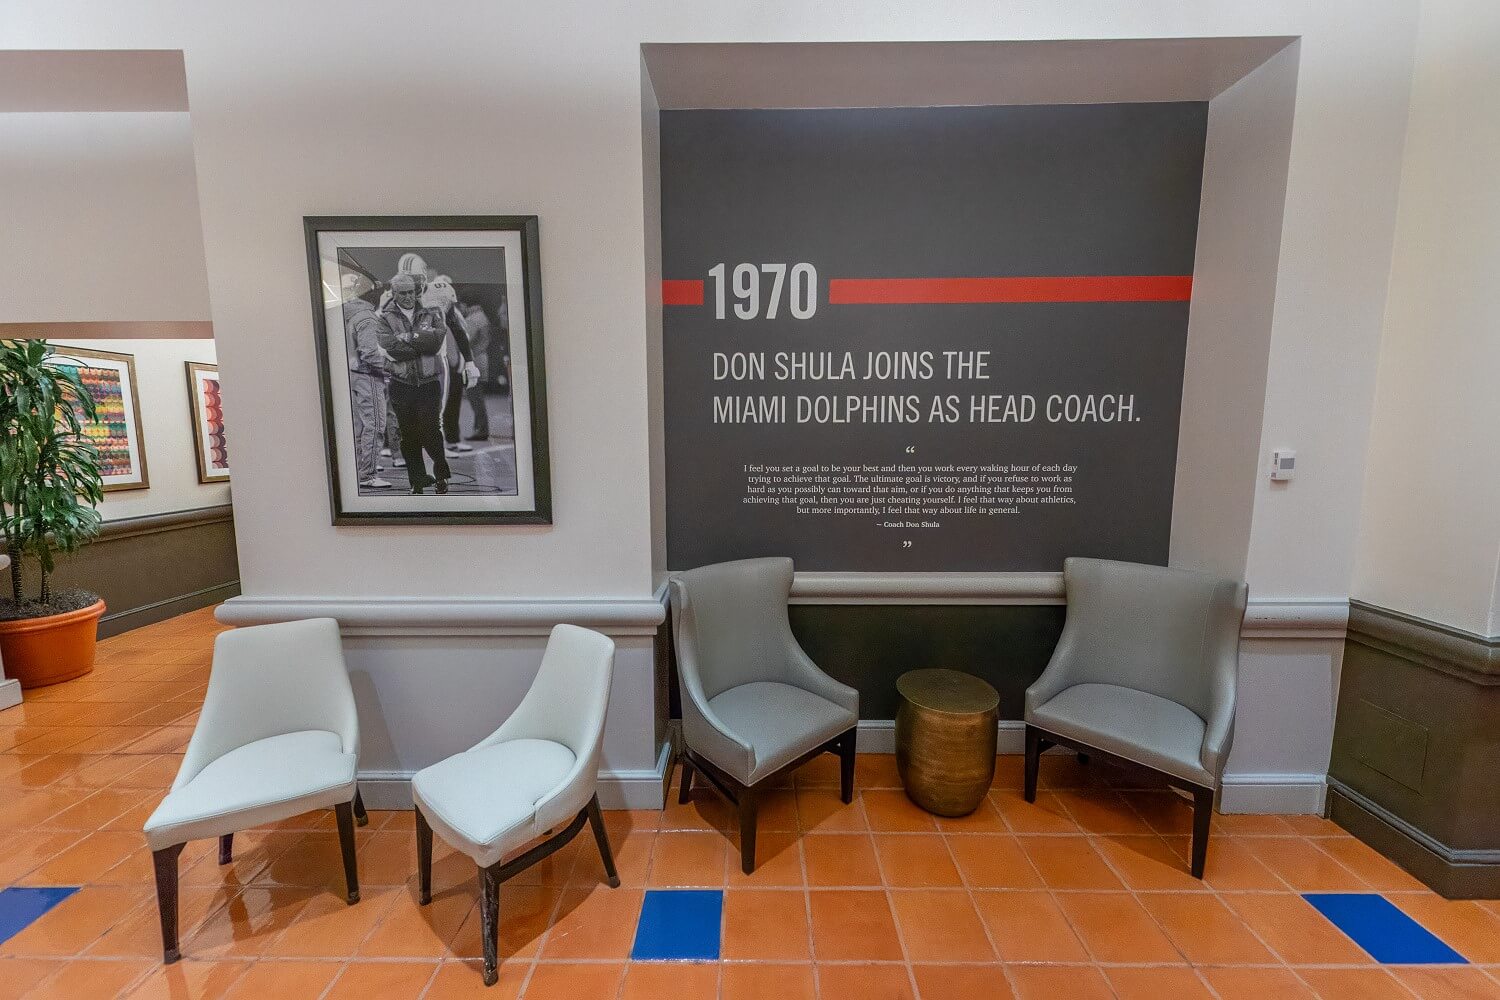 1970
DON SHULA JOINS THE
MIAMI DOLPHINS AS HEAD COACH.
“
I feel you set a goal to be your best and then you work every waking hour of each day
trying to achieve that goal. The ultimate goal is victory, and if you refuse to work as
hard as you possibly can toward that aim, or if you do anything that keeps you from
achieving that goal, then you are just cheating yourself. I feel that way about athletics,
but more importantly, I feel that way about life in general.
~ Coach Don Shula
”